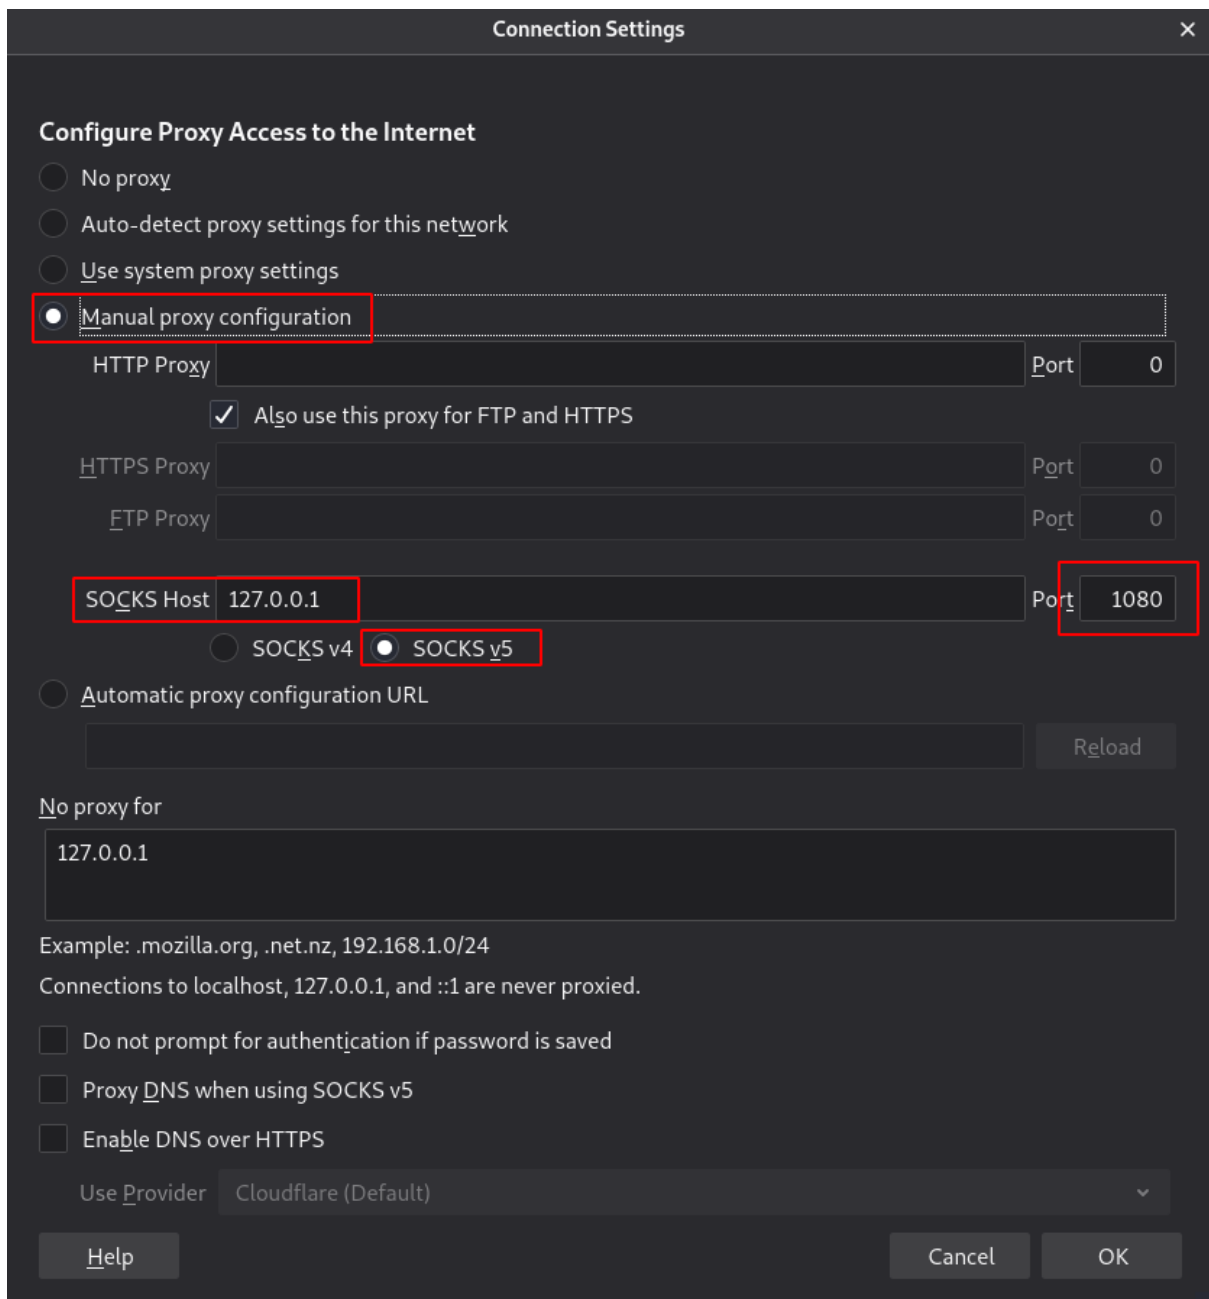 Connection Settings ×
Configure Proxy Access to the Internet
No proxy
Auto-detect proxy settings for this network
Use system proxy settings
Manual proxy configuration
HTTP Proxy Port 0
Also use this proxy for FTP and HTTPS
HTTPS Proxy Port 0
FTP Proxy Port 0
SOCKS Host 127.0.0.1 Port 1080
SOCKS v4 SOCKS v5
Automatic proxy configuration URL
Reload
No proxy for
127.0.0.1
Example: .mozilla.org, .net.nz, 192.168.1.0/24
Connections to localhost, 127.0.0.1, and ::1 are never proxied.
Do not prompt for authentication if password is saved
Proxy DNS when using SOCKS v5
Enable DNS over HTTPS
Use Provider Cloudflare (Default)
Help Cancel OK